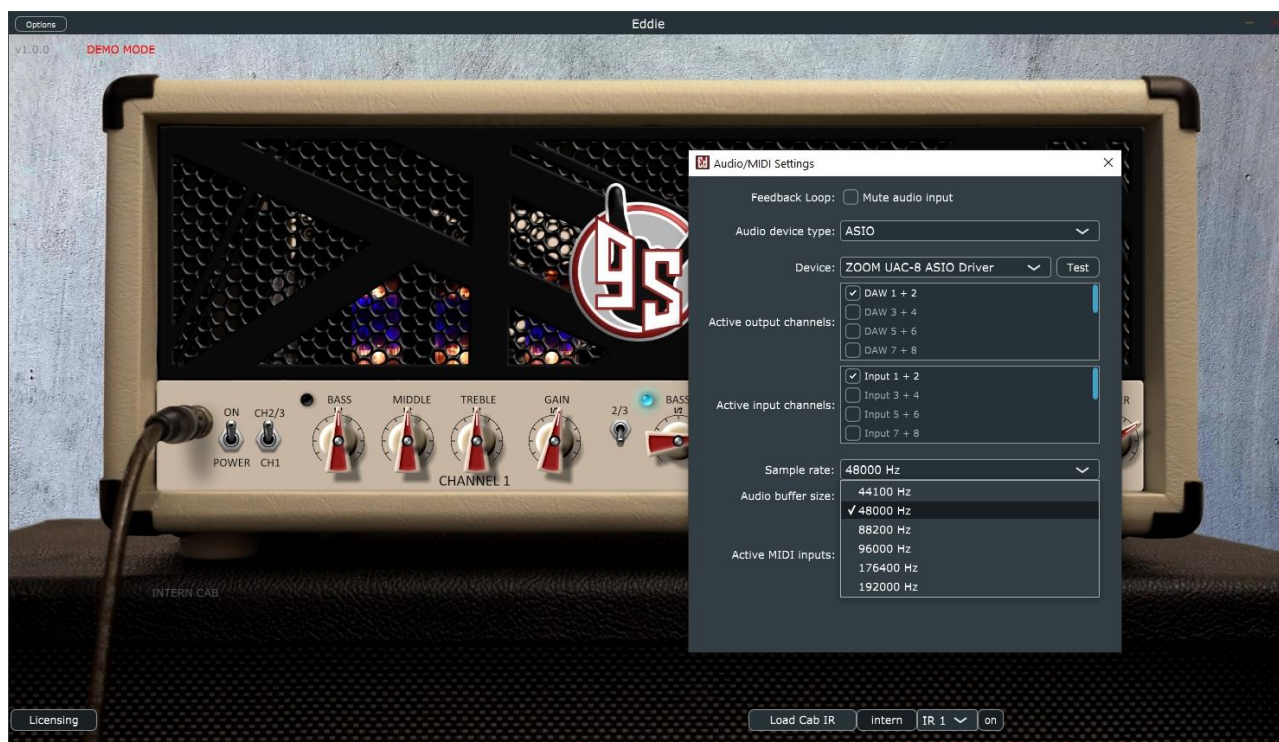 Options
Eddie
v1.0.0 DEMO MODE
gs
Audio/MIDI Settings
Feedback Loop: Mute audio input
Audio device type: ASIO
Device: ZOOM UAC-8 ASIO Driver Test
Active output channels:
DAW 1 + 2
DAW 3 + 4
DAW 5 + 6
DAW 7 + 8
Active input channels:
Input 1 + 2
Input 3 + 4
Input 5 + 6
Input 7 + 8
Sample rate: 48000 Hz
Audio buffer size:
44100 Hz
48000 Hz
88200 Hz
96000 Hz
176400 Hz
192000 Hz
Active MIDI inputs:
ON CH2/3
POWER CH1
BASS MIDDLE TREBLE GAIN
CHANNEL 1
2/3 BASS
1/2
R
INTERN CAB
Licensing
Load Cab IR intern IR 1 on